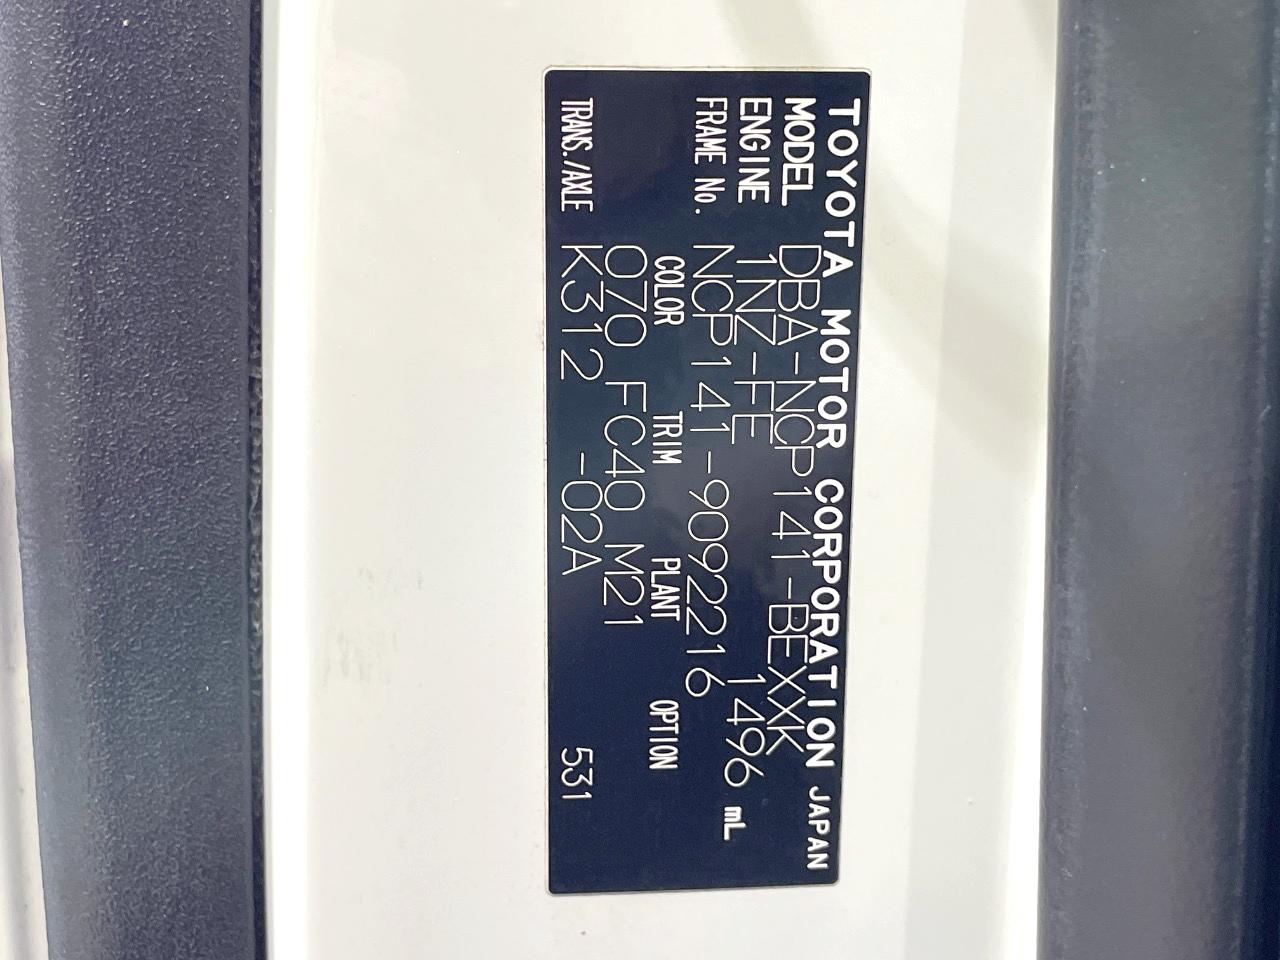 TOYOTA MOTOR CORPORATION JAPAN
MODEL DBA-NCP141-BEXXK
ENGINE 1NZ-FE 1496 mL
FRAME No. NCP141-9092216
COLOR TRIM PLANT OPTION
070 FC40 M21
TRANS./AXLE K312 -02A 531